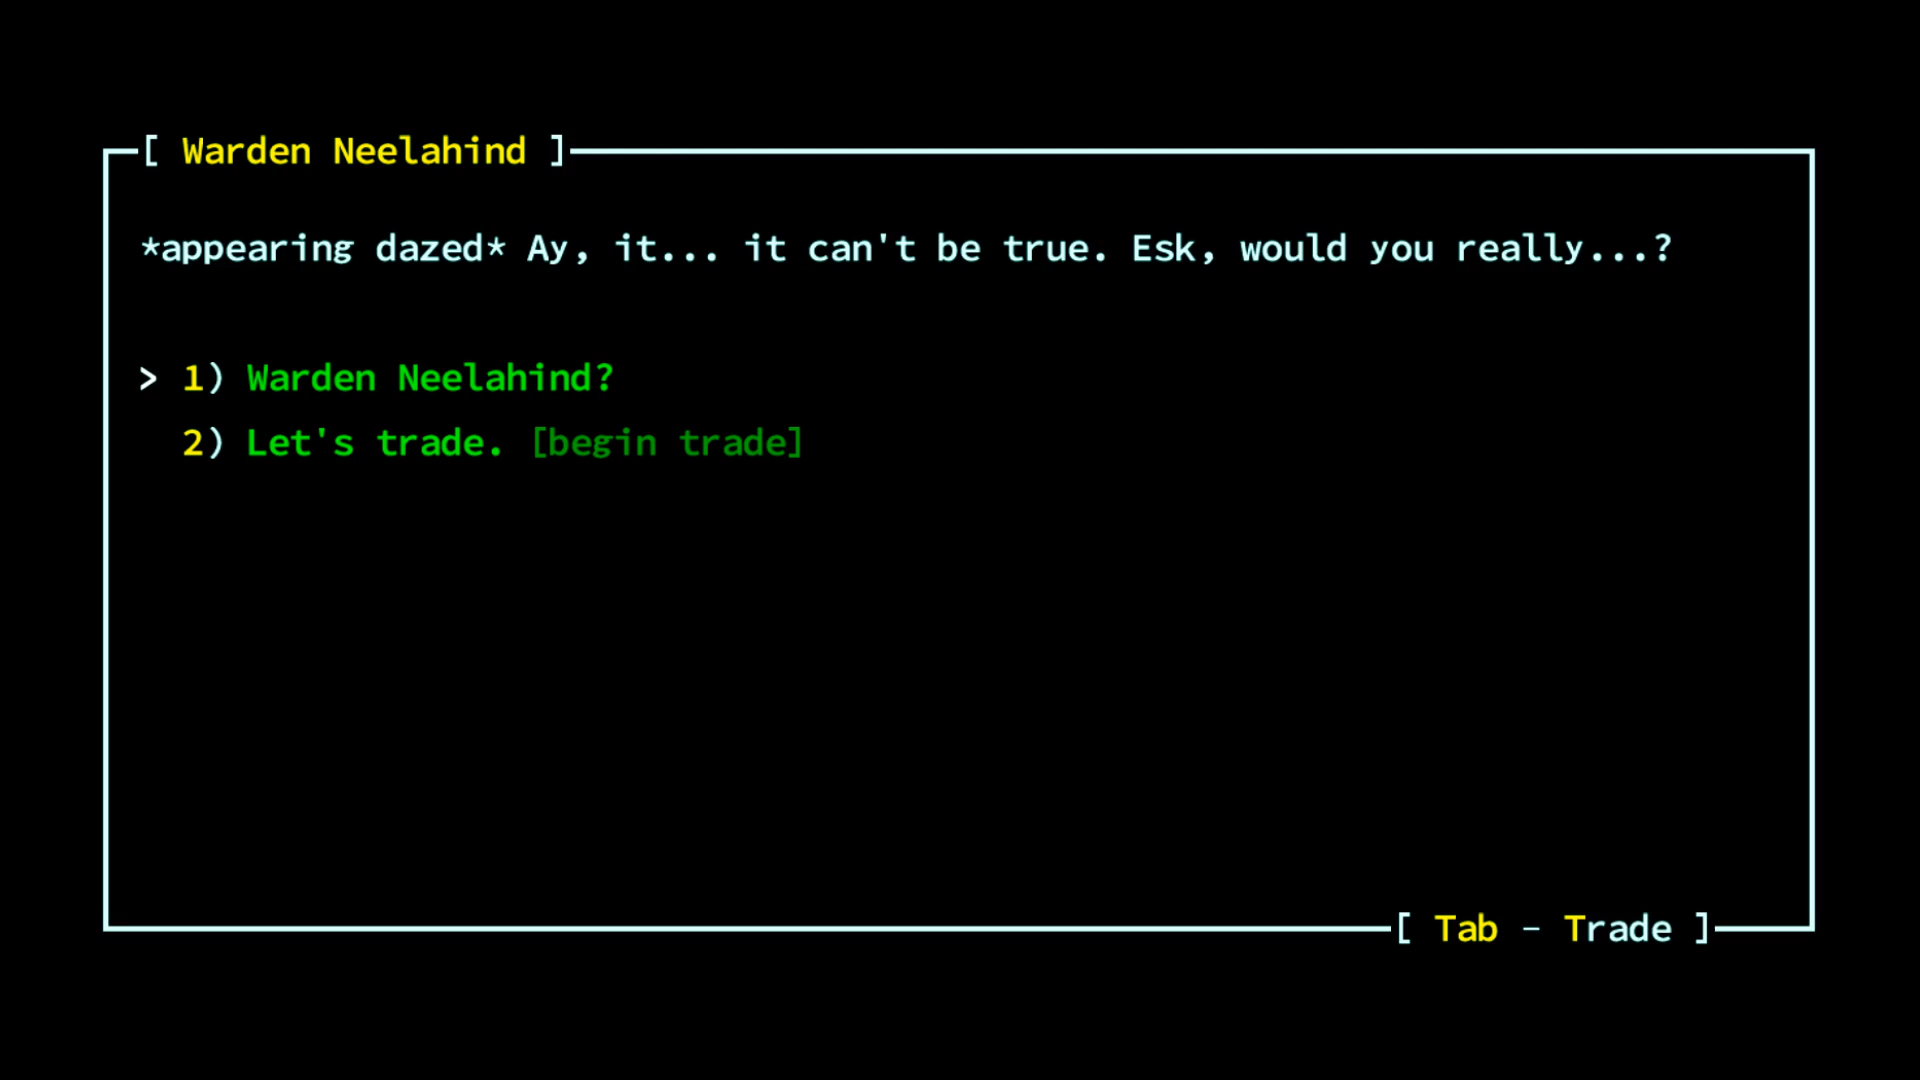 [ Warden Neelahind ]
*appearing dazed* Ay, it... it can't be true. Esk, would you really...?
> 1) Warden Neelahind?
2) Let's trade. [begin trade]
[ Tab - Trade ]